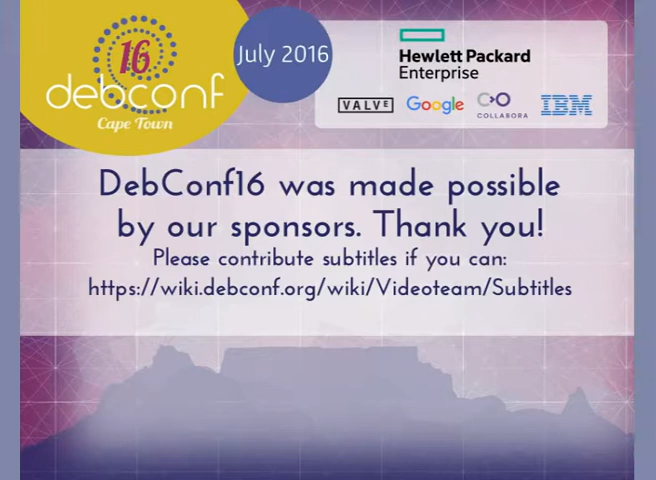 16
debconf
Cape Town
July 2016
Hewlett Packard
Enterprise
VALVE
Google
COLLABORA
IBM
DebConf16 was made possible
by our sponsors. Thank you!
Please contribute subtitles if you can:
https://wiki.debconf.org/wiki/Videoteam/Subtitles